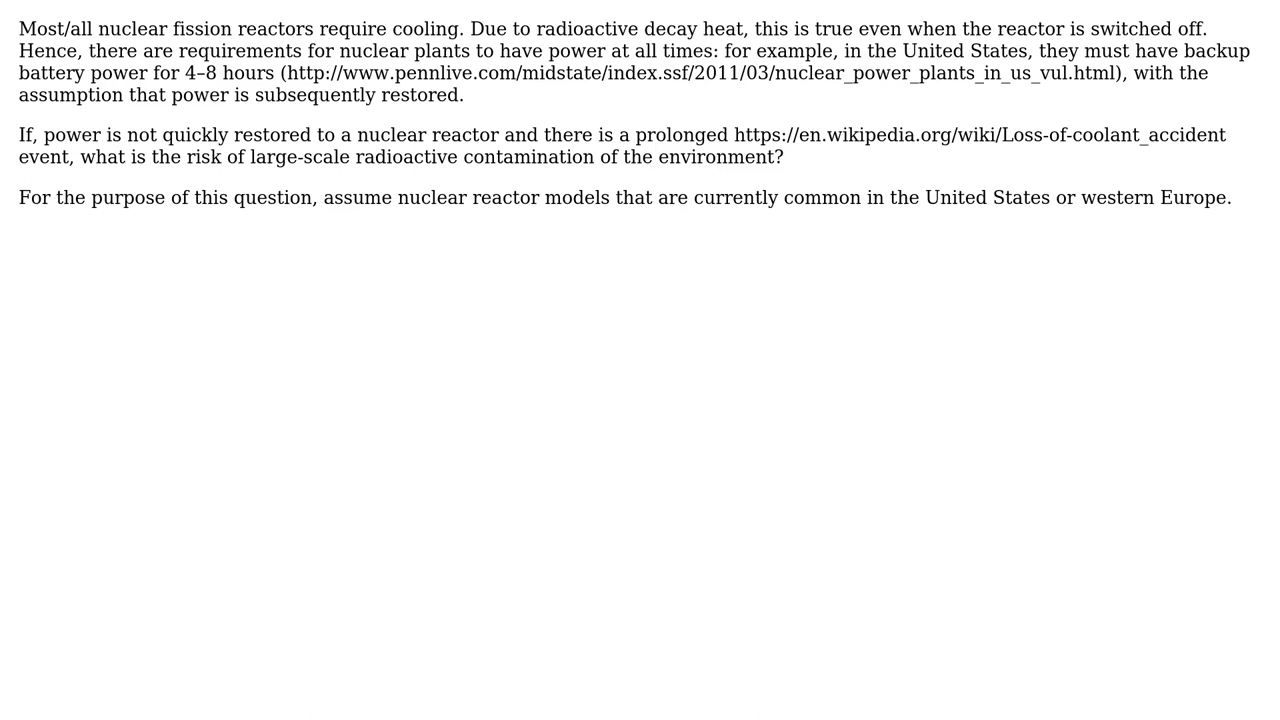 Most/all nuclear fission reactors require cooling. Due to radioactive decay heat, this is true even when the reactor is switched off.
Hence, there are requirements for nuclear plants to have power at all times: for example, in the United States, they must have backup
battery power for 4–8 hours (http://www.pennlive.com/midstate/index.ssf/2011/03/nuclear_power_plants_in_us_vul.html), with the
assumption that power is subsequently restored.
If, power is not quickly restored to a nuclear reactor and there is a prolonged https://en.wikipedia.org/wiki/Loss-of-coolant_accident
event, what is the risk of large-scale radioactive contamination of the environment?
For the purpose of this question, assume nuclear reactor models that are currently common in the United States or western Europe.